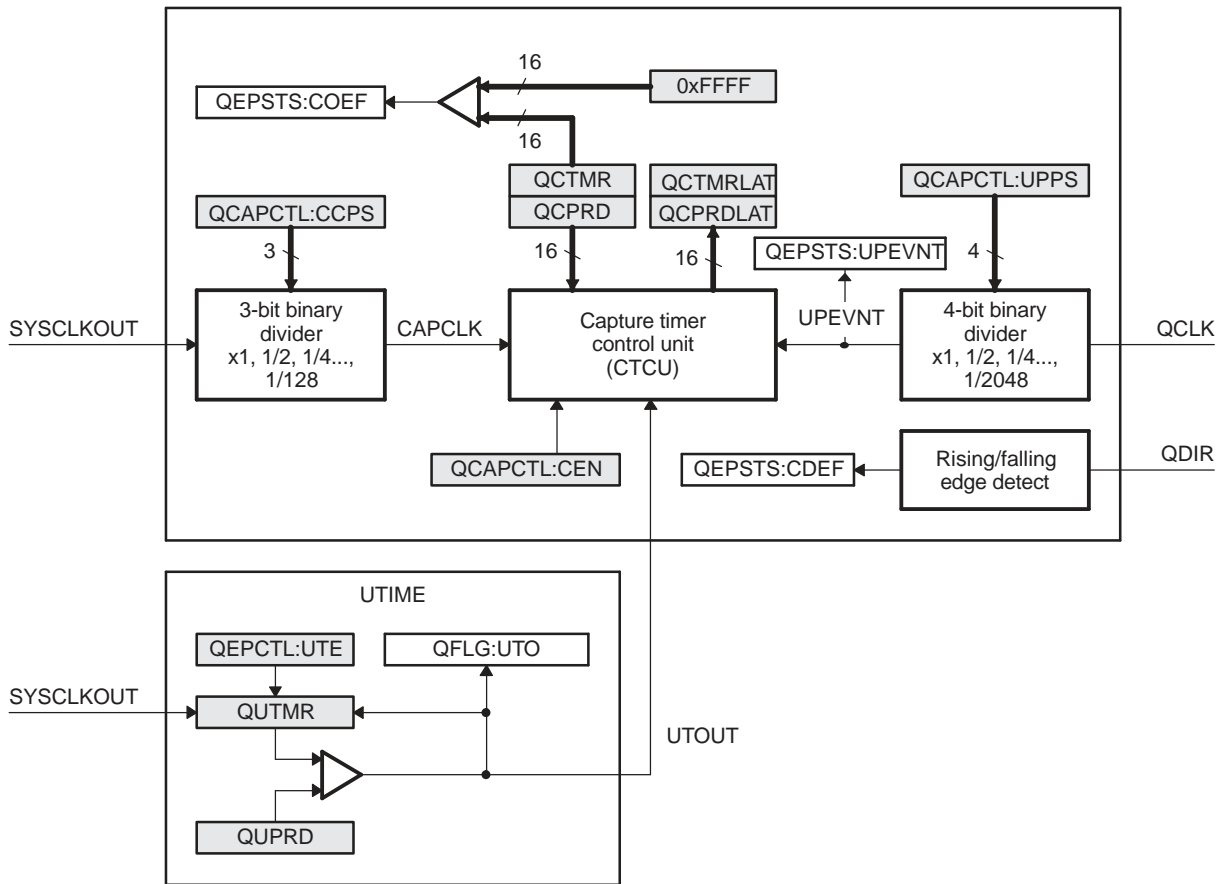 16
0xFFFF
QEPSTS:COEF
16
QCTMR
QCTMRLAT
QCAPCTL:UPPS
QCAPCTL:CCPS
QCPRD
QCPRDLAT
3
16
16
QEPSTS:UPEVNT
4
SYSCLKOUT
3-bit binary
divider
x1, 1/2, 1/4...,
1/128
CAPCLK
Capture timer
control unit
(CTCU)
UPEVNT
4-bit binary
divider
x1, 1/2, 1/4...,
1/2048
QCLK
QCAPCTL:CEN
QEPSTS:CDEF
Rising/falling
edge detect
QDIR
UTIME
QEPCTL:UTE
QFLG:UTO
SYSCLKOUT
QUTMR
UTOUT
QUPRD